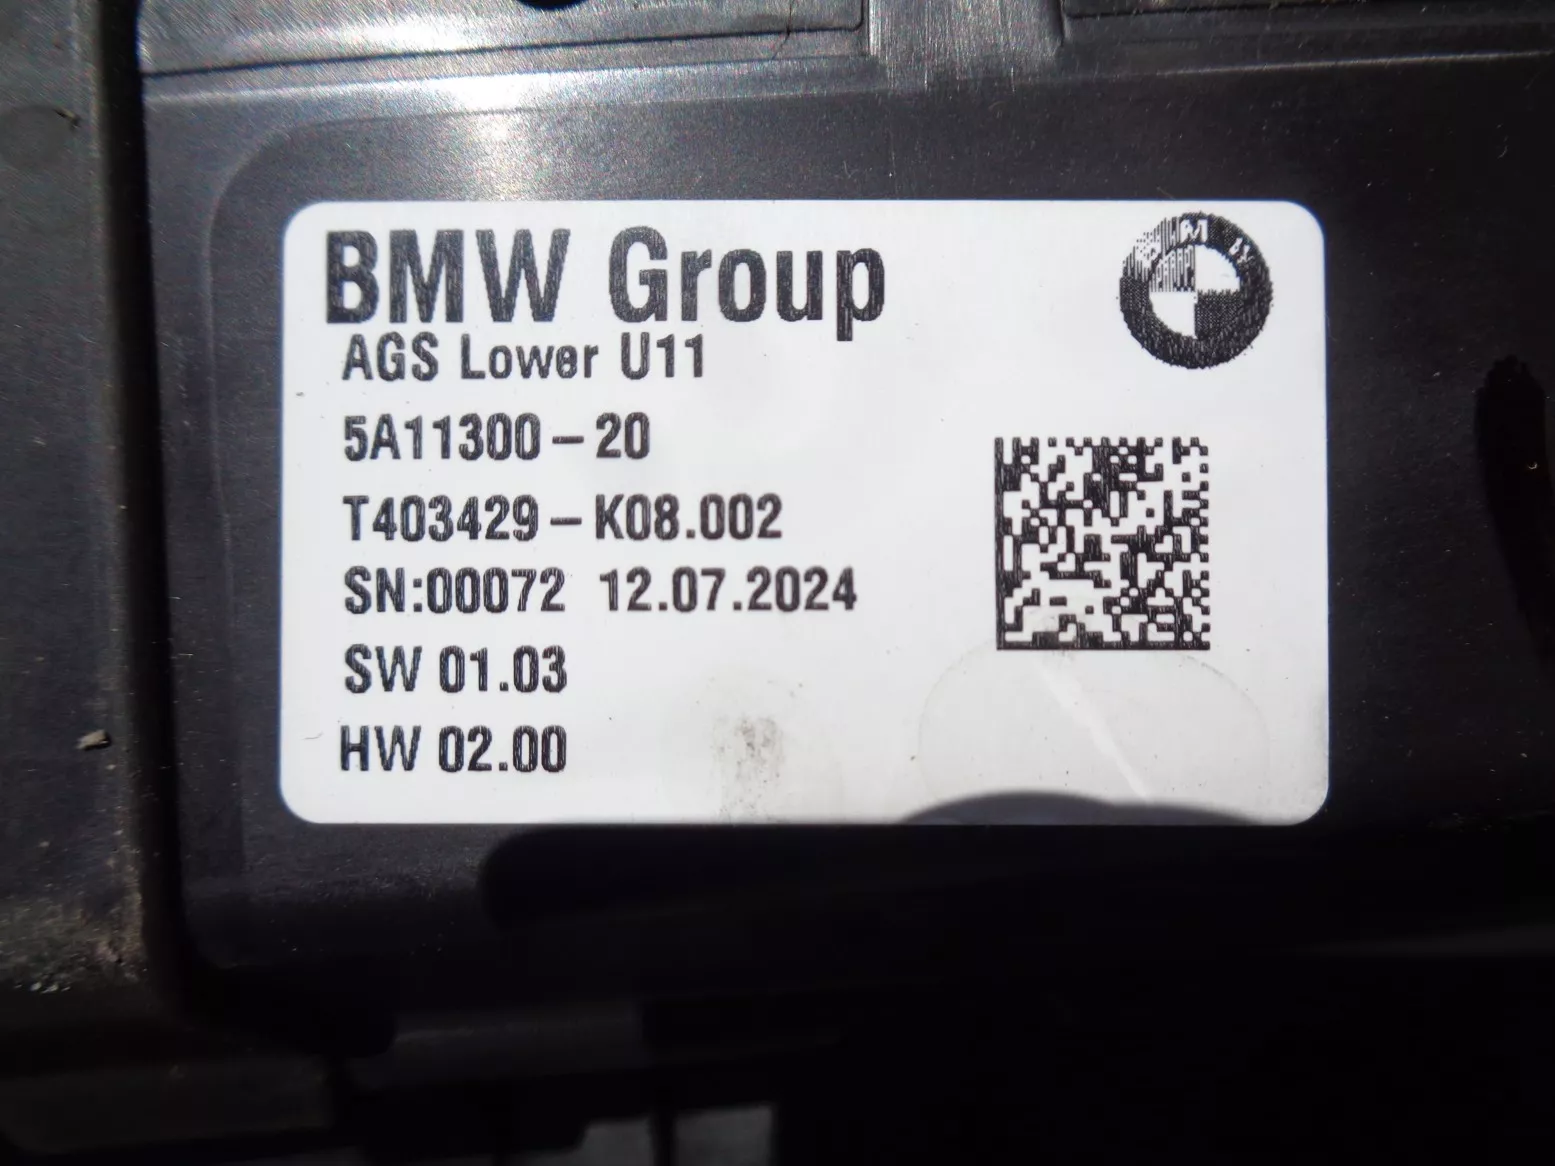 BMW Group
AGS Lower U11
5A11300-20
T403429-K08.002
SN:00072 12.07.2024
SW 01.03
HW 02.00